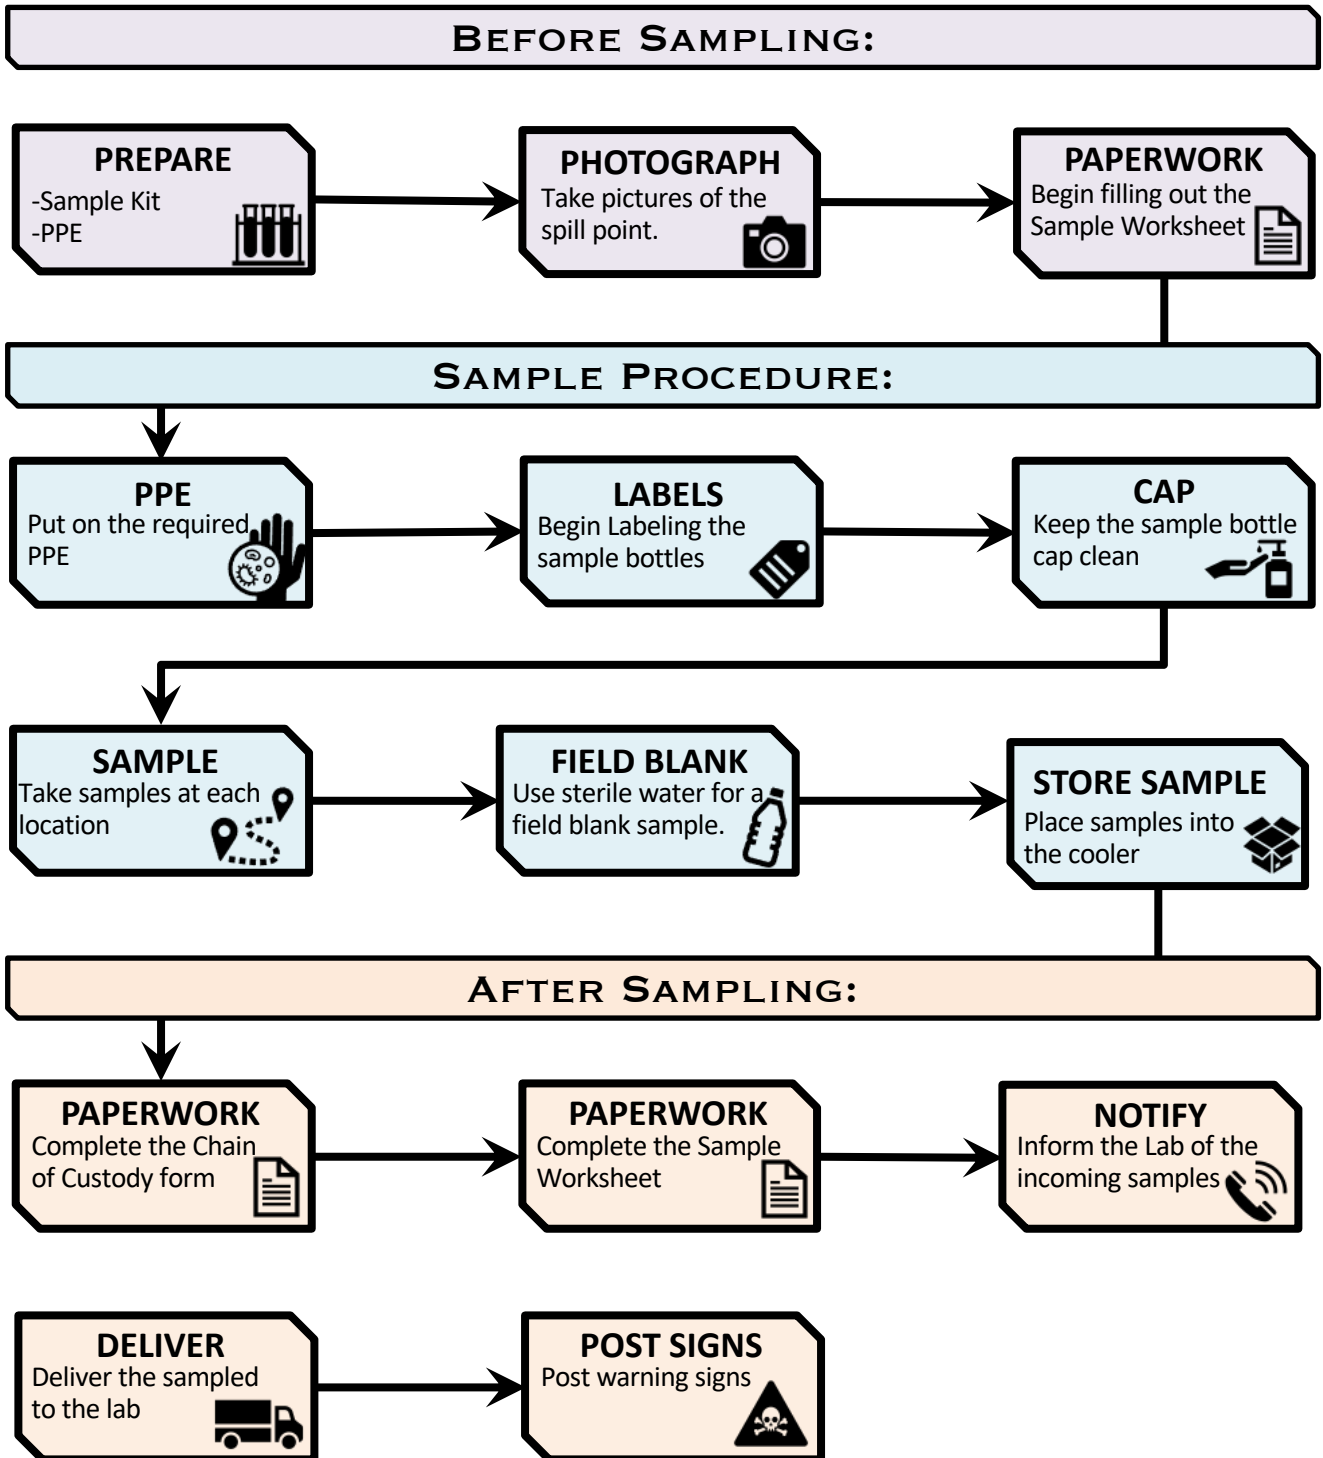 BEFORE SAMPLING:
PREPARE
-Sample Kit
-PPE
PHOTOGRAPH
Take pictures of the
spill point.
PAPERWORK
Begin filling out the
Sample Worksheet
SAMPLE PROCEDURE:
PPE
Put on the required
PPE
LABELS
Begin Labeling the
sample bottles
CAP
Keep the sample bottle
cap clean
SAMPLE
Take samples at each
location
FIELD BLANK
Use sterile water for a
field blank sample.
STORE SAMPLE
Place samples into
the cooler
AFTER SAMPLING:
PAPERWORK
Complete the Chain
of Custody form
PAPERWORK
Complete the Sample
Worksheet
NOTIFY
Inform the Lab of the
incoming samples
DELIVER
Deliver the sampled
to the lab
POST SIGNS
Post warning signs